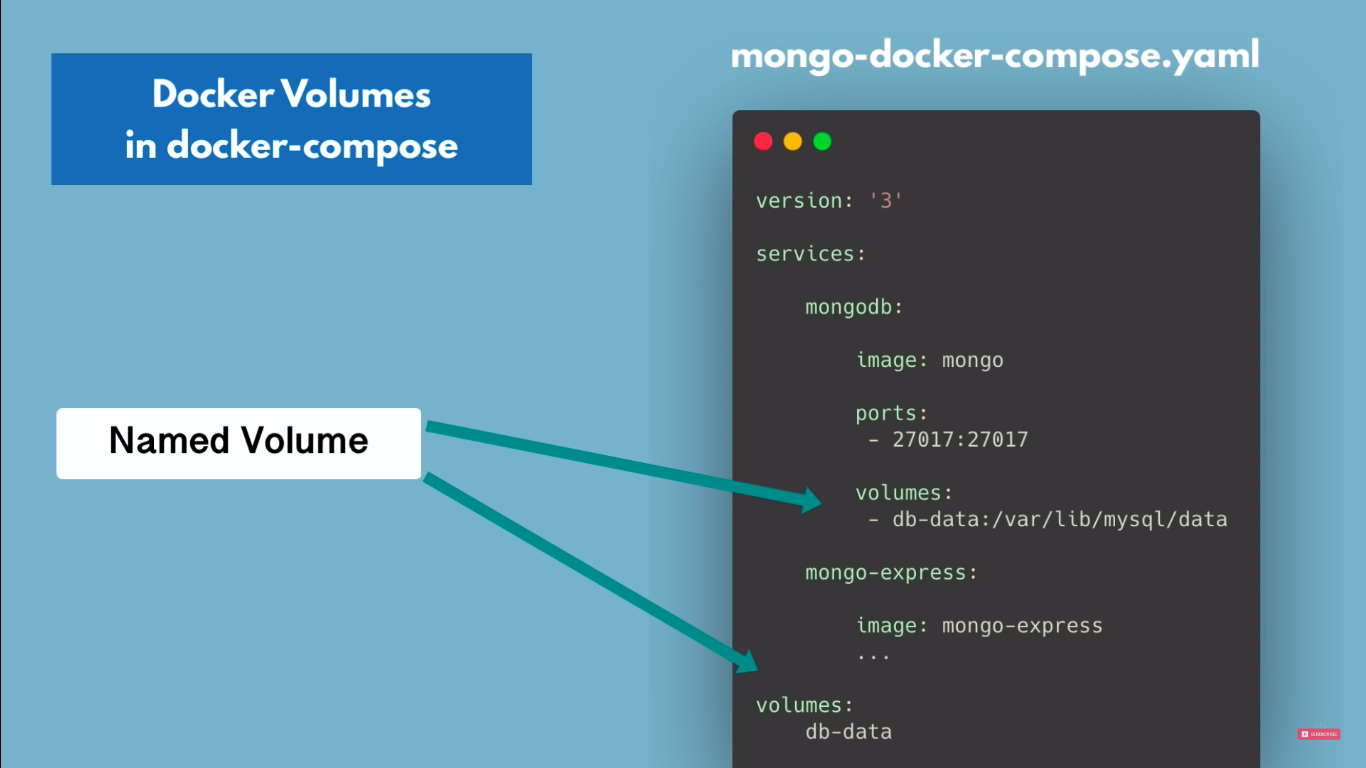 Docker Volumes
in docker-compose
mongo-docker-compose.yaml
version: '3'
services:
mongodb:
image: mongo
ports:
- 27017:27017
volumes:
- db-data:/var/lib/mysql/data
mongo-express:
image: mongo-express
...
volumes:
db-data
Named Volume
SUBSCRIBE